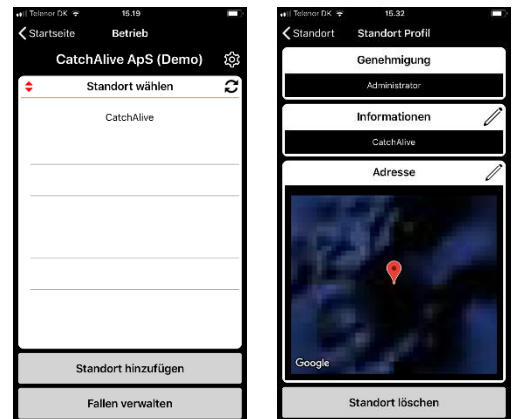 Telenor DK 15.19
Startseite Betrieb
CatchAlive ApS (Demo)
Standort wählen
CatchAlive
Standort hinzufügen
Fallen verwalten
Telenor DK 15.32
Standort Standort Profil
Genehmigung
Administrator
Informationen
CatchAlive
Adresse
Google
Standort löschen